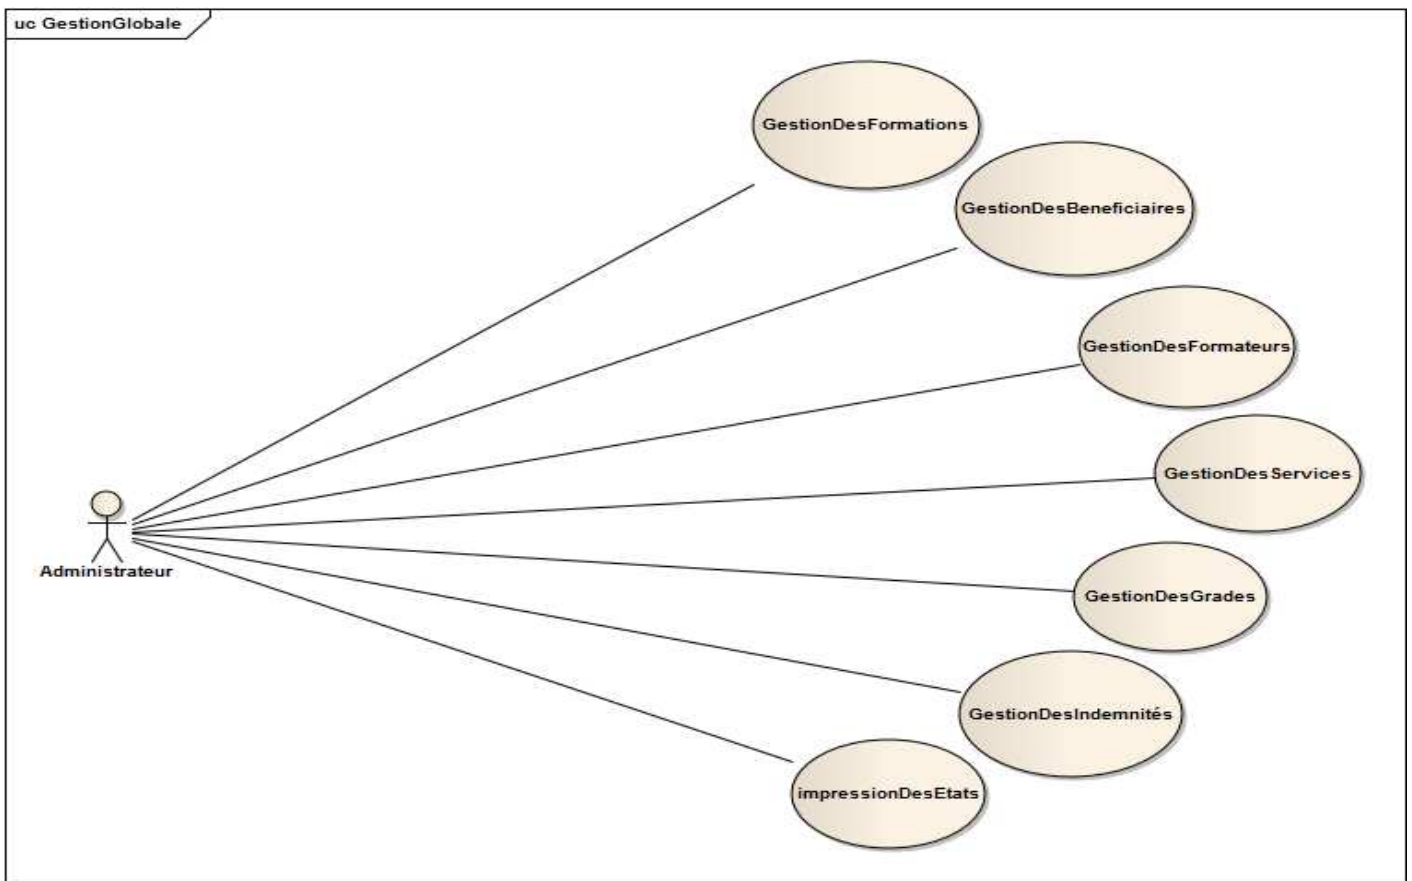 uc GestionGlobale
GestionDesFormations
GestionDesBeneficiaires
GestionDesFormateurs
GestionDesServices
Administrateur
GestionDesGrades
GestionDesIndemnités
impressionDesEtats